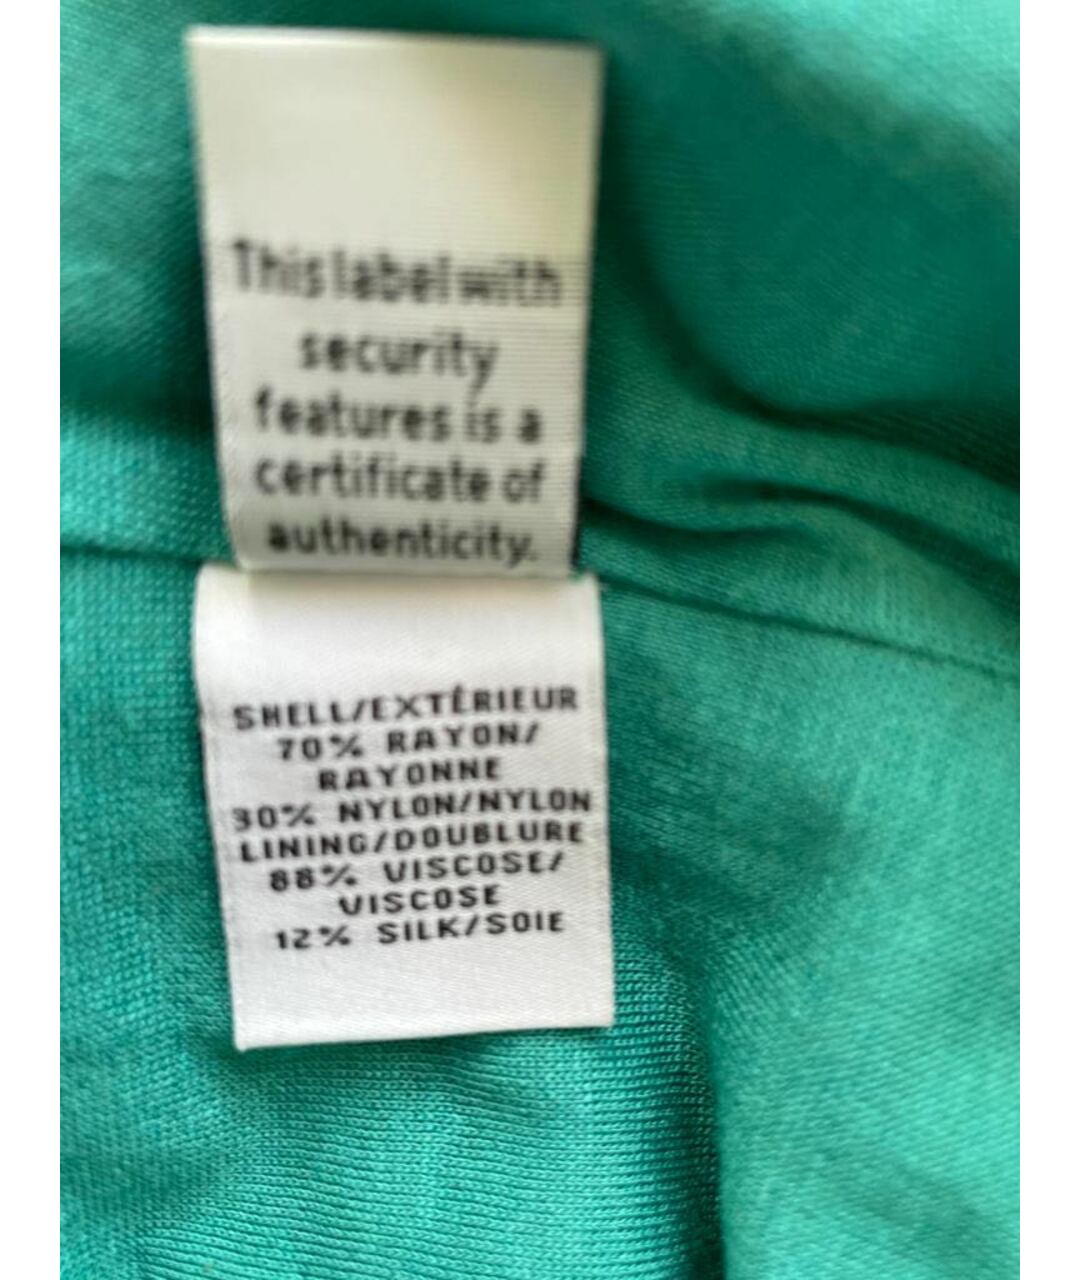 This label with
security
features is a
certificate of
authenticity.
SHELL/EXTÉRIEUR
70% RAYON/
RAYONNE
30% NYLON/NYLON
LINING/DOUBLURE
88% VISCOSE/
VISCOSE
12% SILK/SOIE